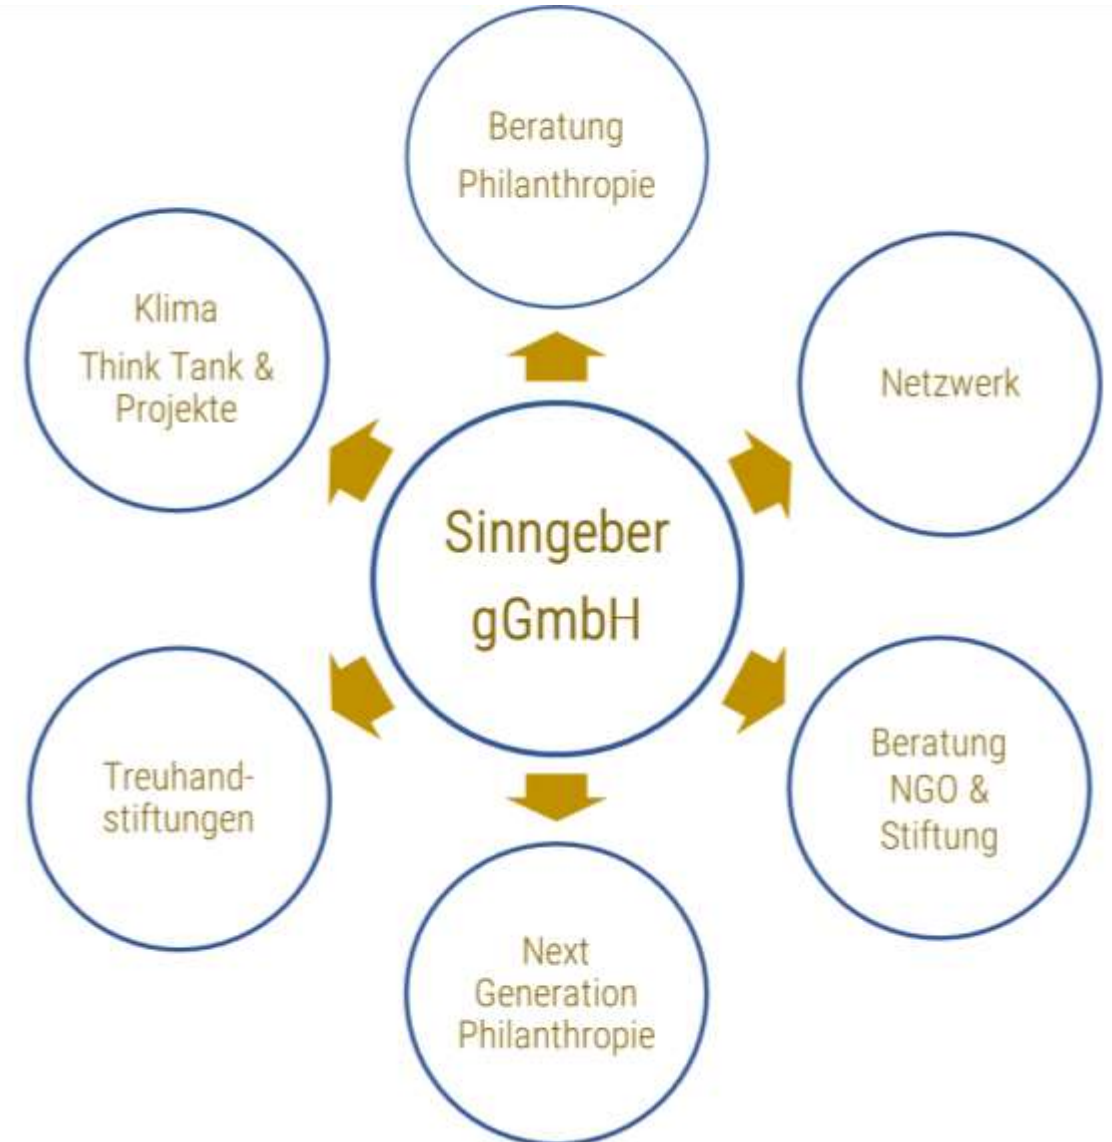 Beratung
Philanthropie
Klima
Think Tank &
Projekte
Netzwerk
Sinngeber
gGmbH
Treuhand-
stiftungen
Beratung
NGO &
Stiftung
Next
Generation
Philanthropie